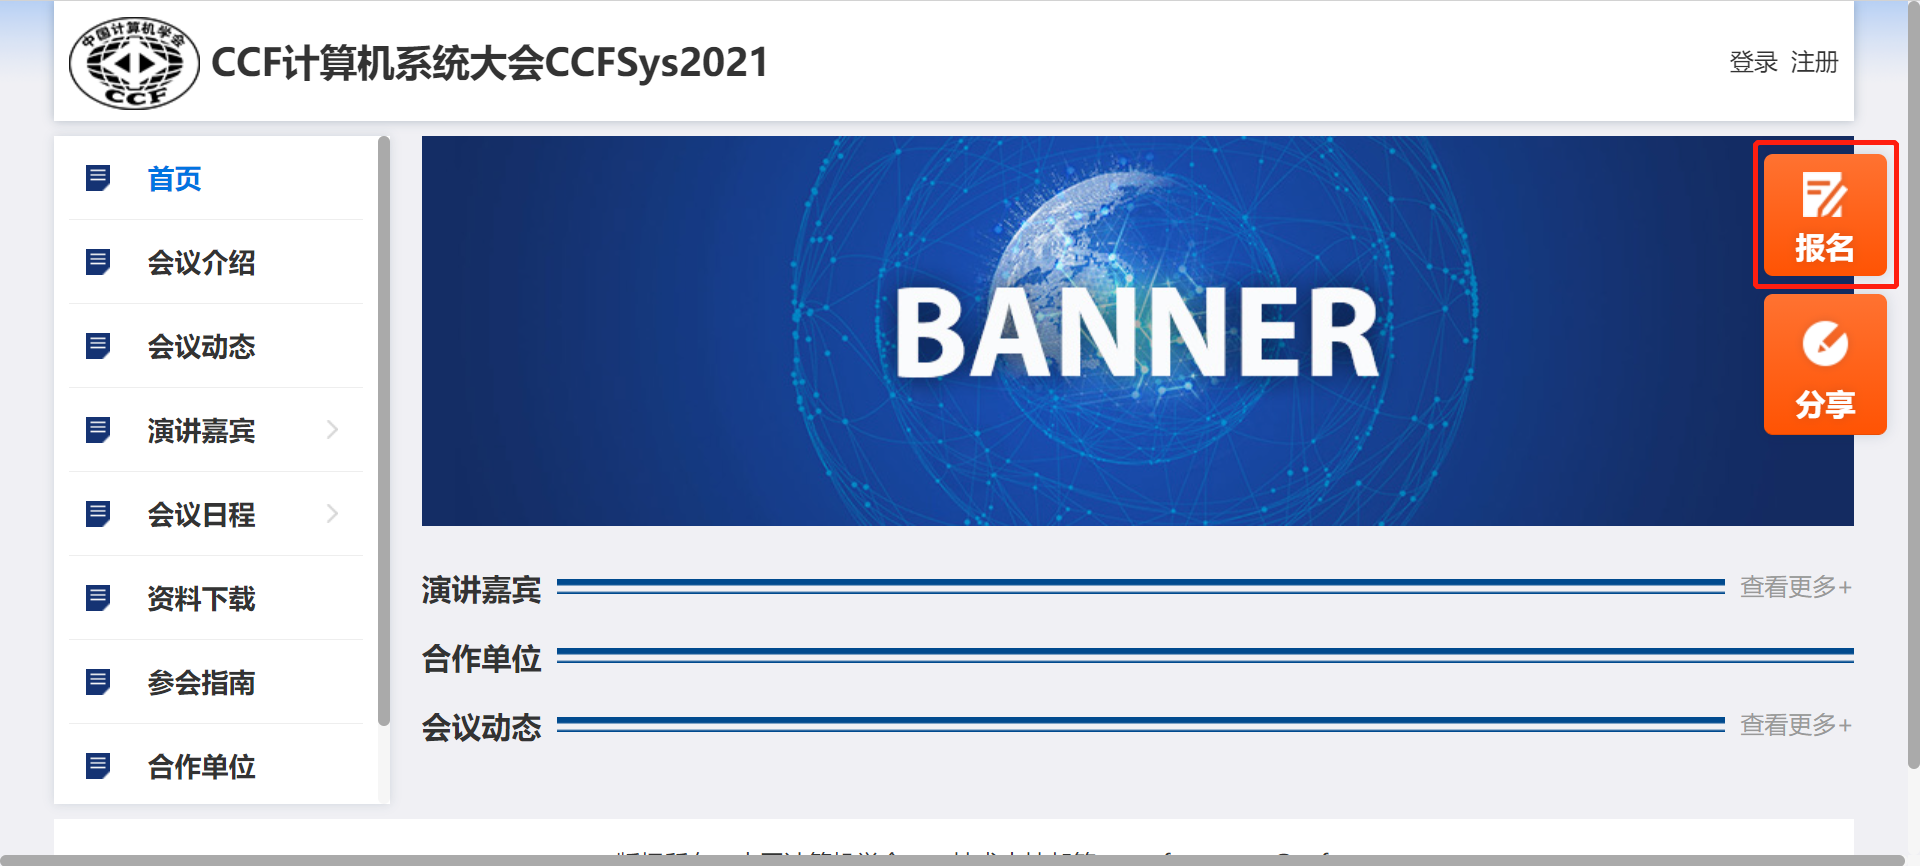 中国计算机学会
CCF
CCF计算机系统大会CCFSys2021
登录 注册
首页
会议介绍
会议动态
演讲嘉宾
会议日程
资料下载
参会指南
合作单位
BANNER
报名
分享
演讲嘉宾 查看更多+
合作单位
会议动态 查看更多+